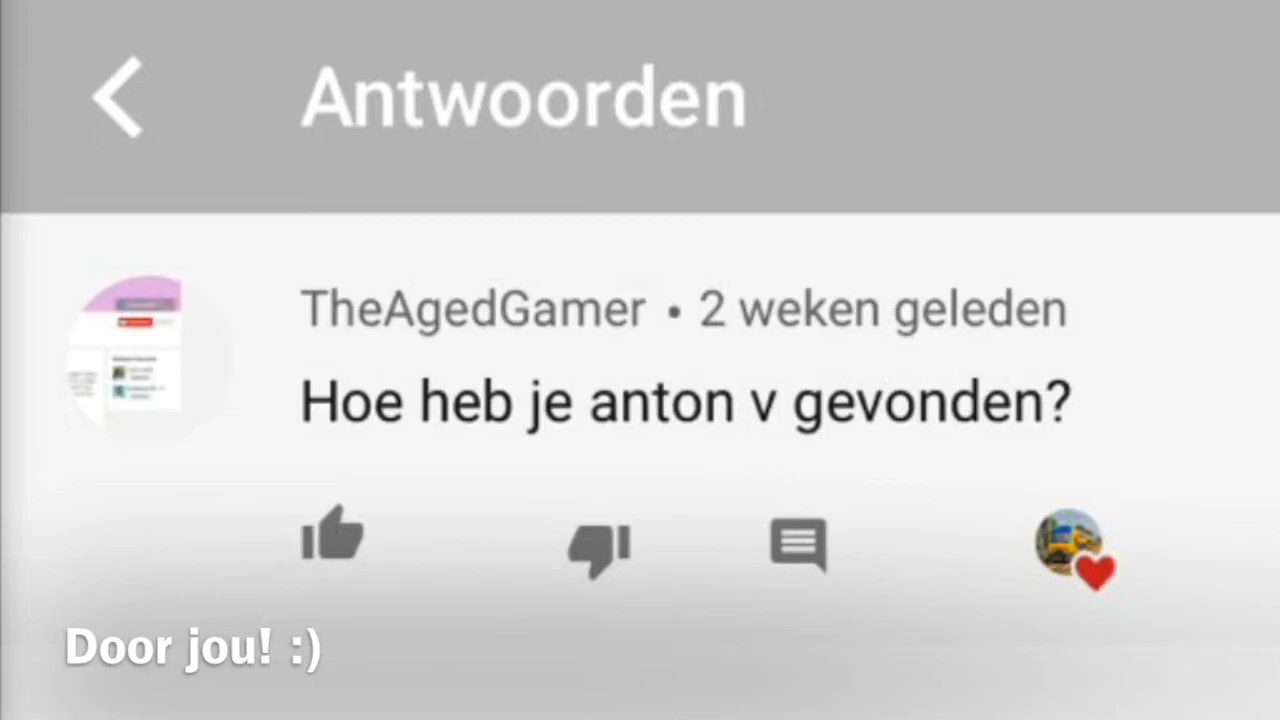 Antwoorden
TheAgedGamer • 2 weken geleden
Hoe heb je anton v gevonden?
Door jou! :)